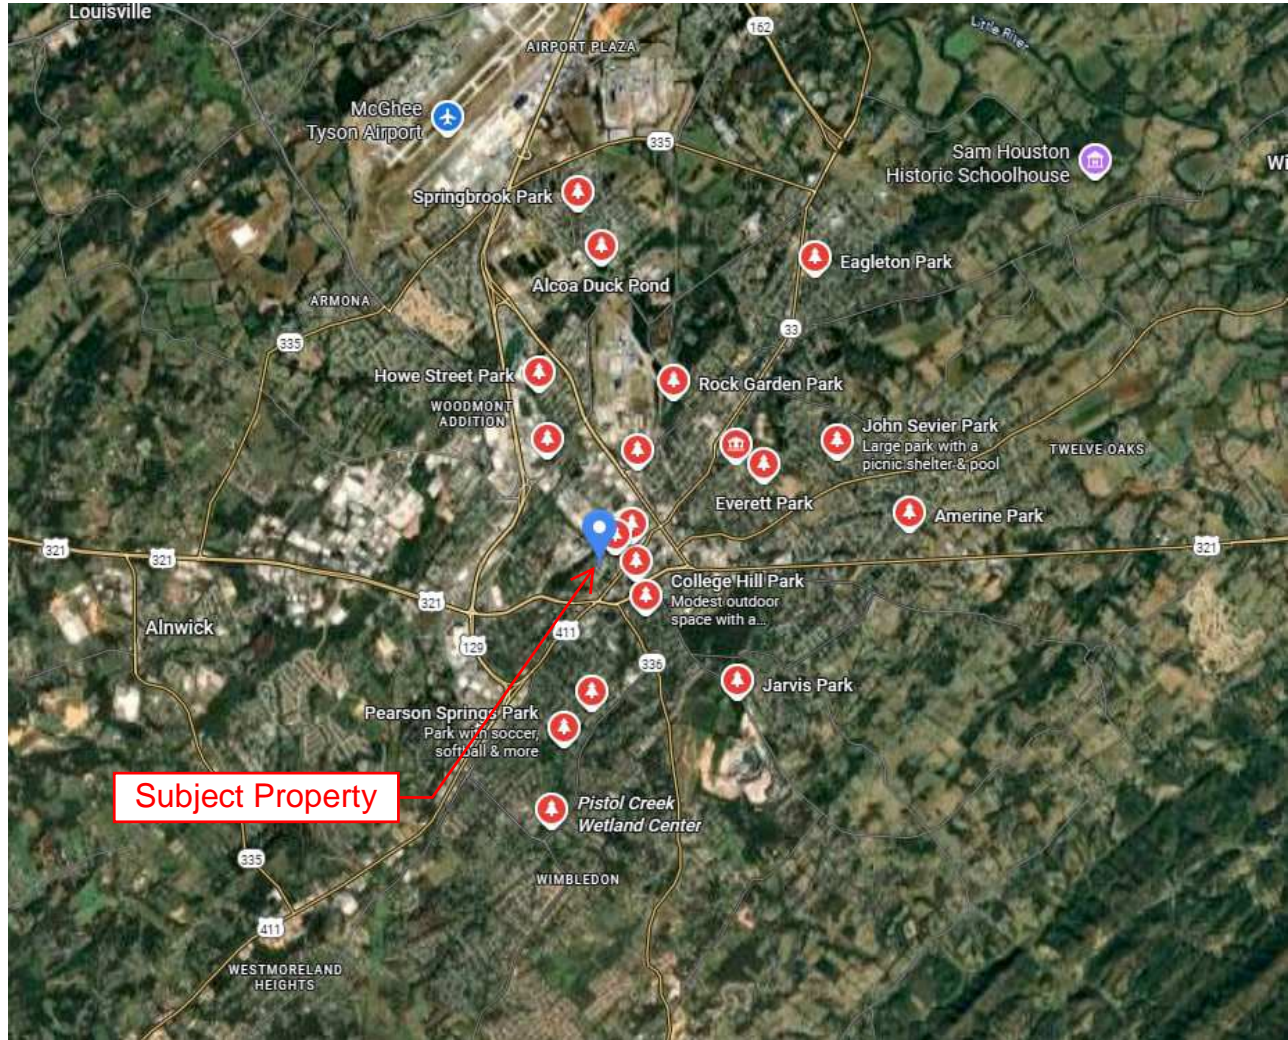 Louisville
162
Little River
AIRPORT PLAZA
McGhee
Tyson Airport
335
Sam Houston
Historic Schoolhouse
Wi
Springbrook Park
Eagleton Park
Alcoa Duck Pond
ARMONA
33
335
Howe Street Park
Rock Garden Park
WOODMONT
ADDITION
John Sevier Park
Large park with a
picnic shelter & pool
TWELVE OAKS
Everett Park
Amerine Park
321
321
321
College Hill Park
Modest outdoor
space with a...
321
Alnwick
411
129
336
Jarvis Park
Pearson Springs Park
Park with soccer,
softball & more
Subject Property
Pistol Creek
Wetland Center
335
WIMBLEDON
411
WESTMORELAND
HEIGHTS